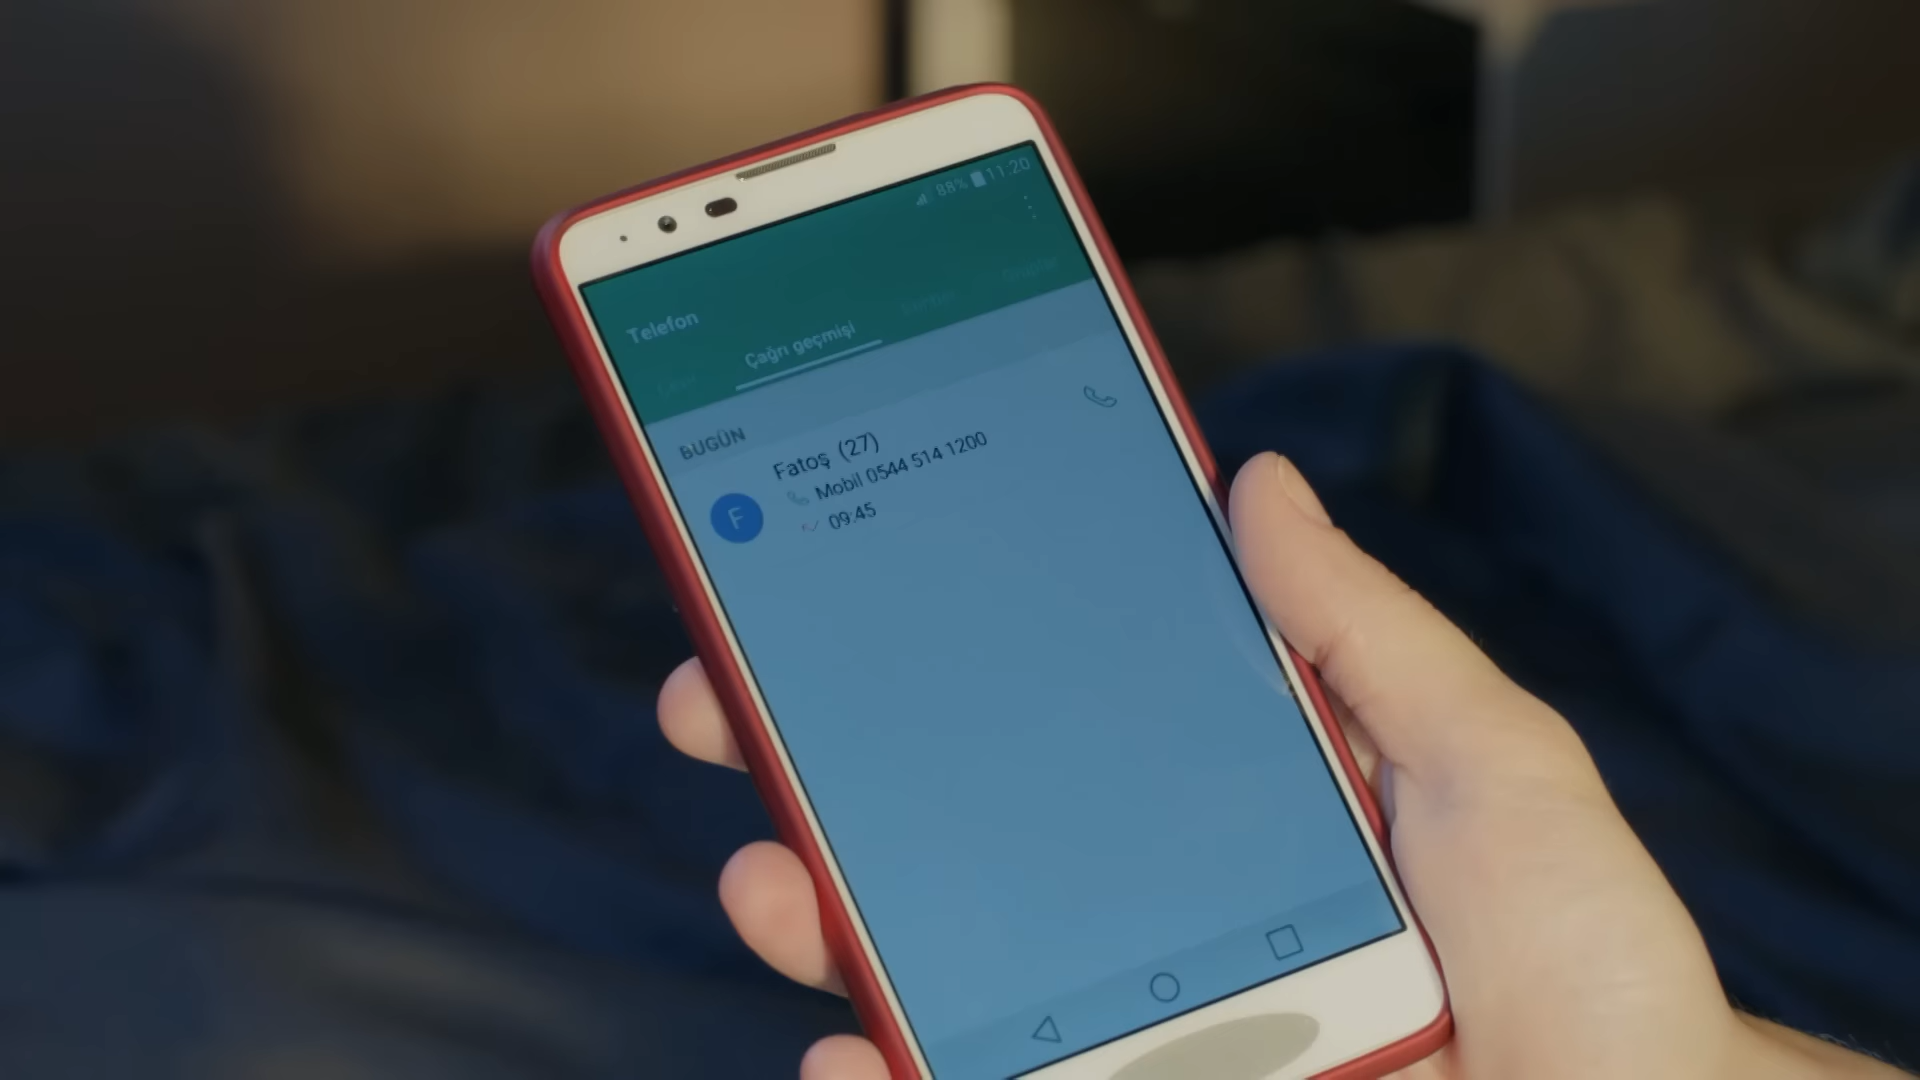 88% 11:20
Telefon
Çağrı geçmişi
BUGÜN
F
Fatoş (27)
Mobil 0544 514 1200
09:45